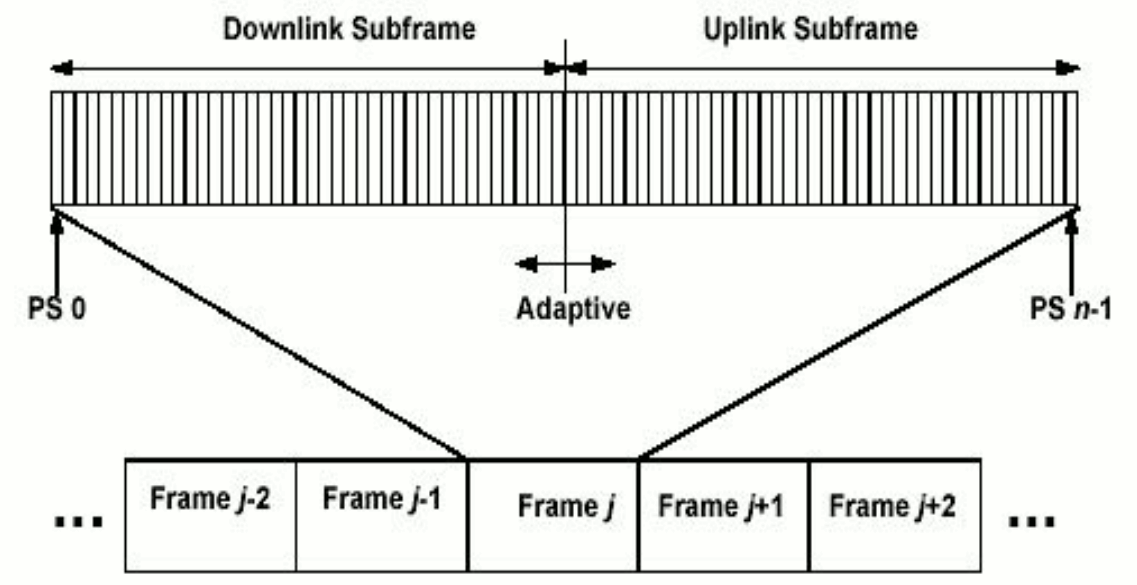 Downlink Subframe
Uplink Subframe
PS 0
Adaptive
PS n-1
... Frame j-2 Frame j-1 Frame j Frame j+1 Frame j+2 ...